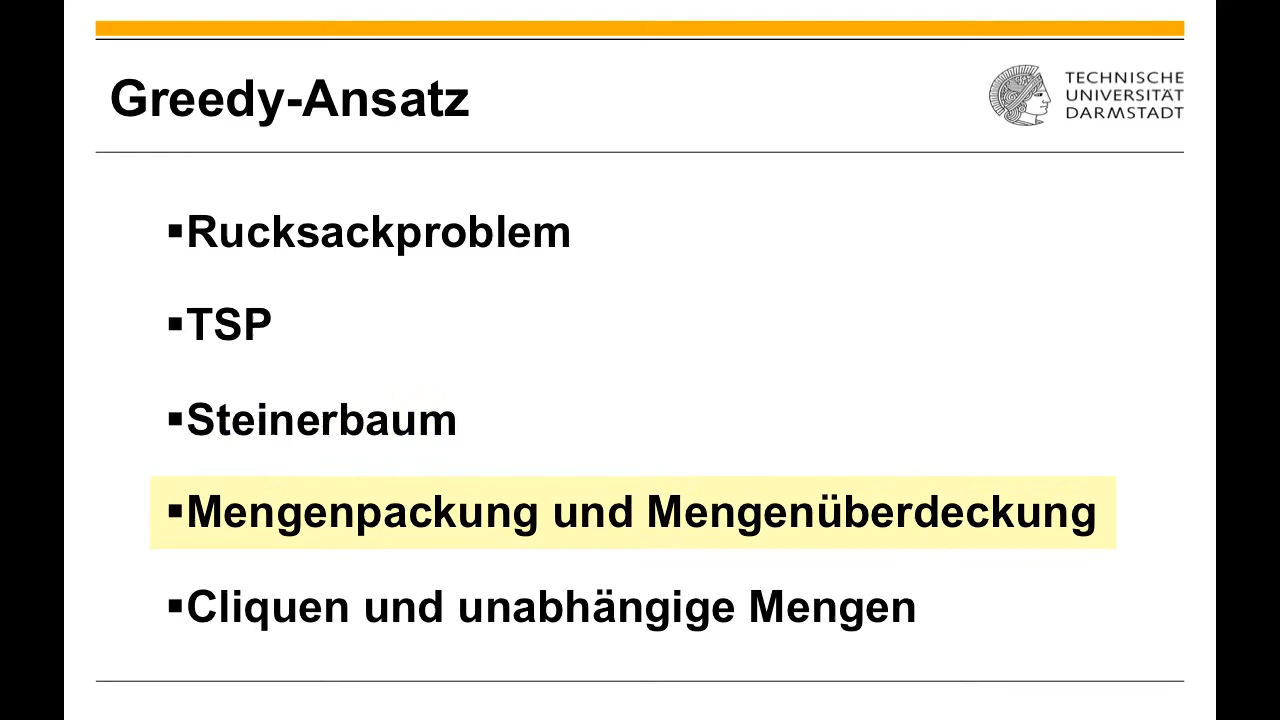 Greedy-Ansatz
TECHNISCHE
UNIVERSITÄT
DARMSTADT
▪Rucksackproblem
▪TSP
▪Steinerbaum
▪Mengenpackung und Mengenüberdeckung
▪Cliquen und unabhängige Mengen